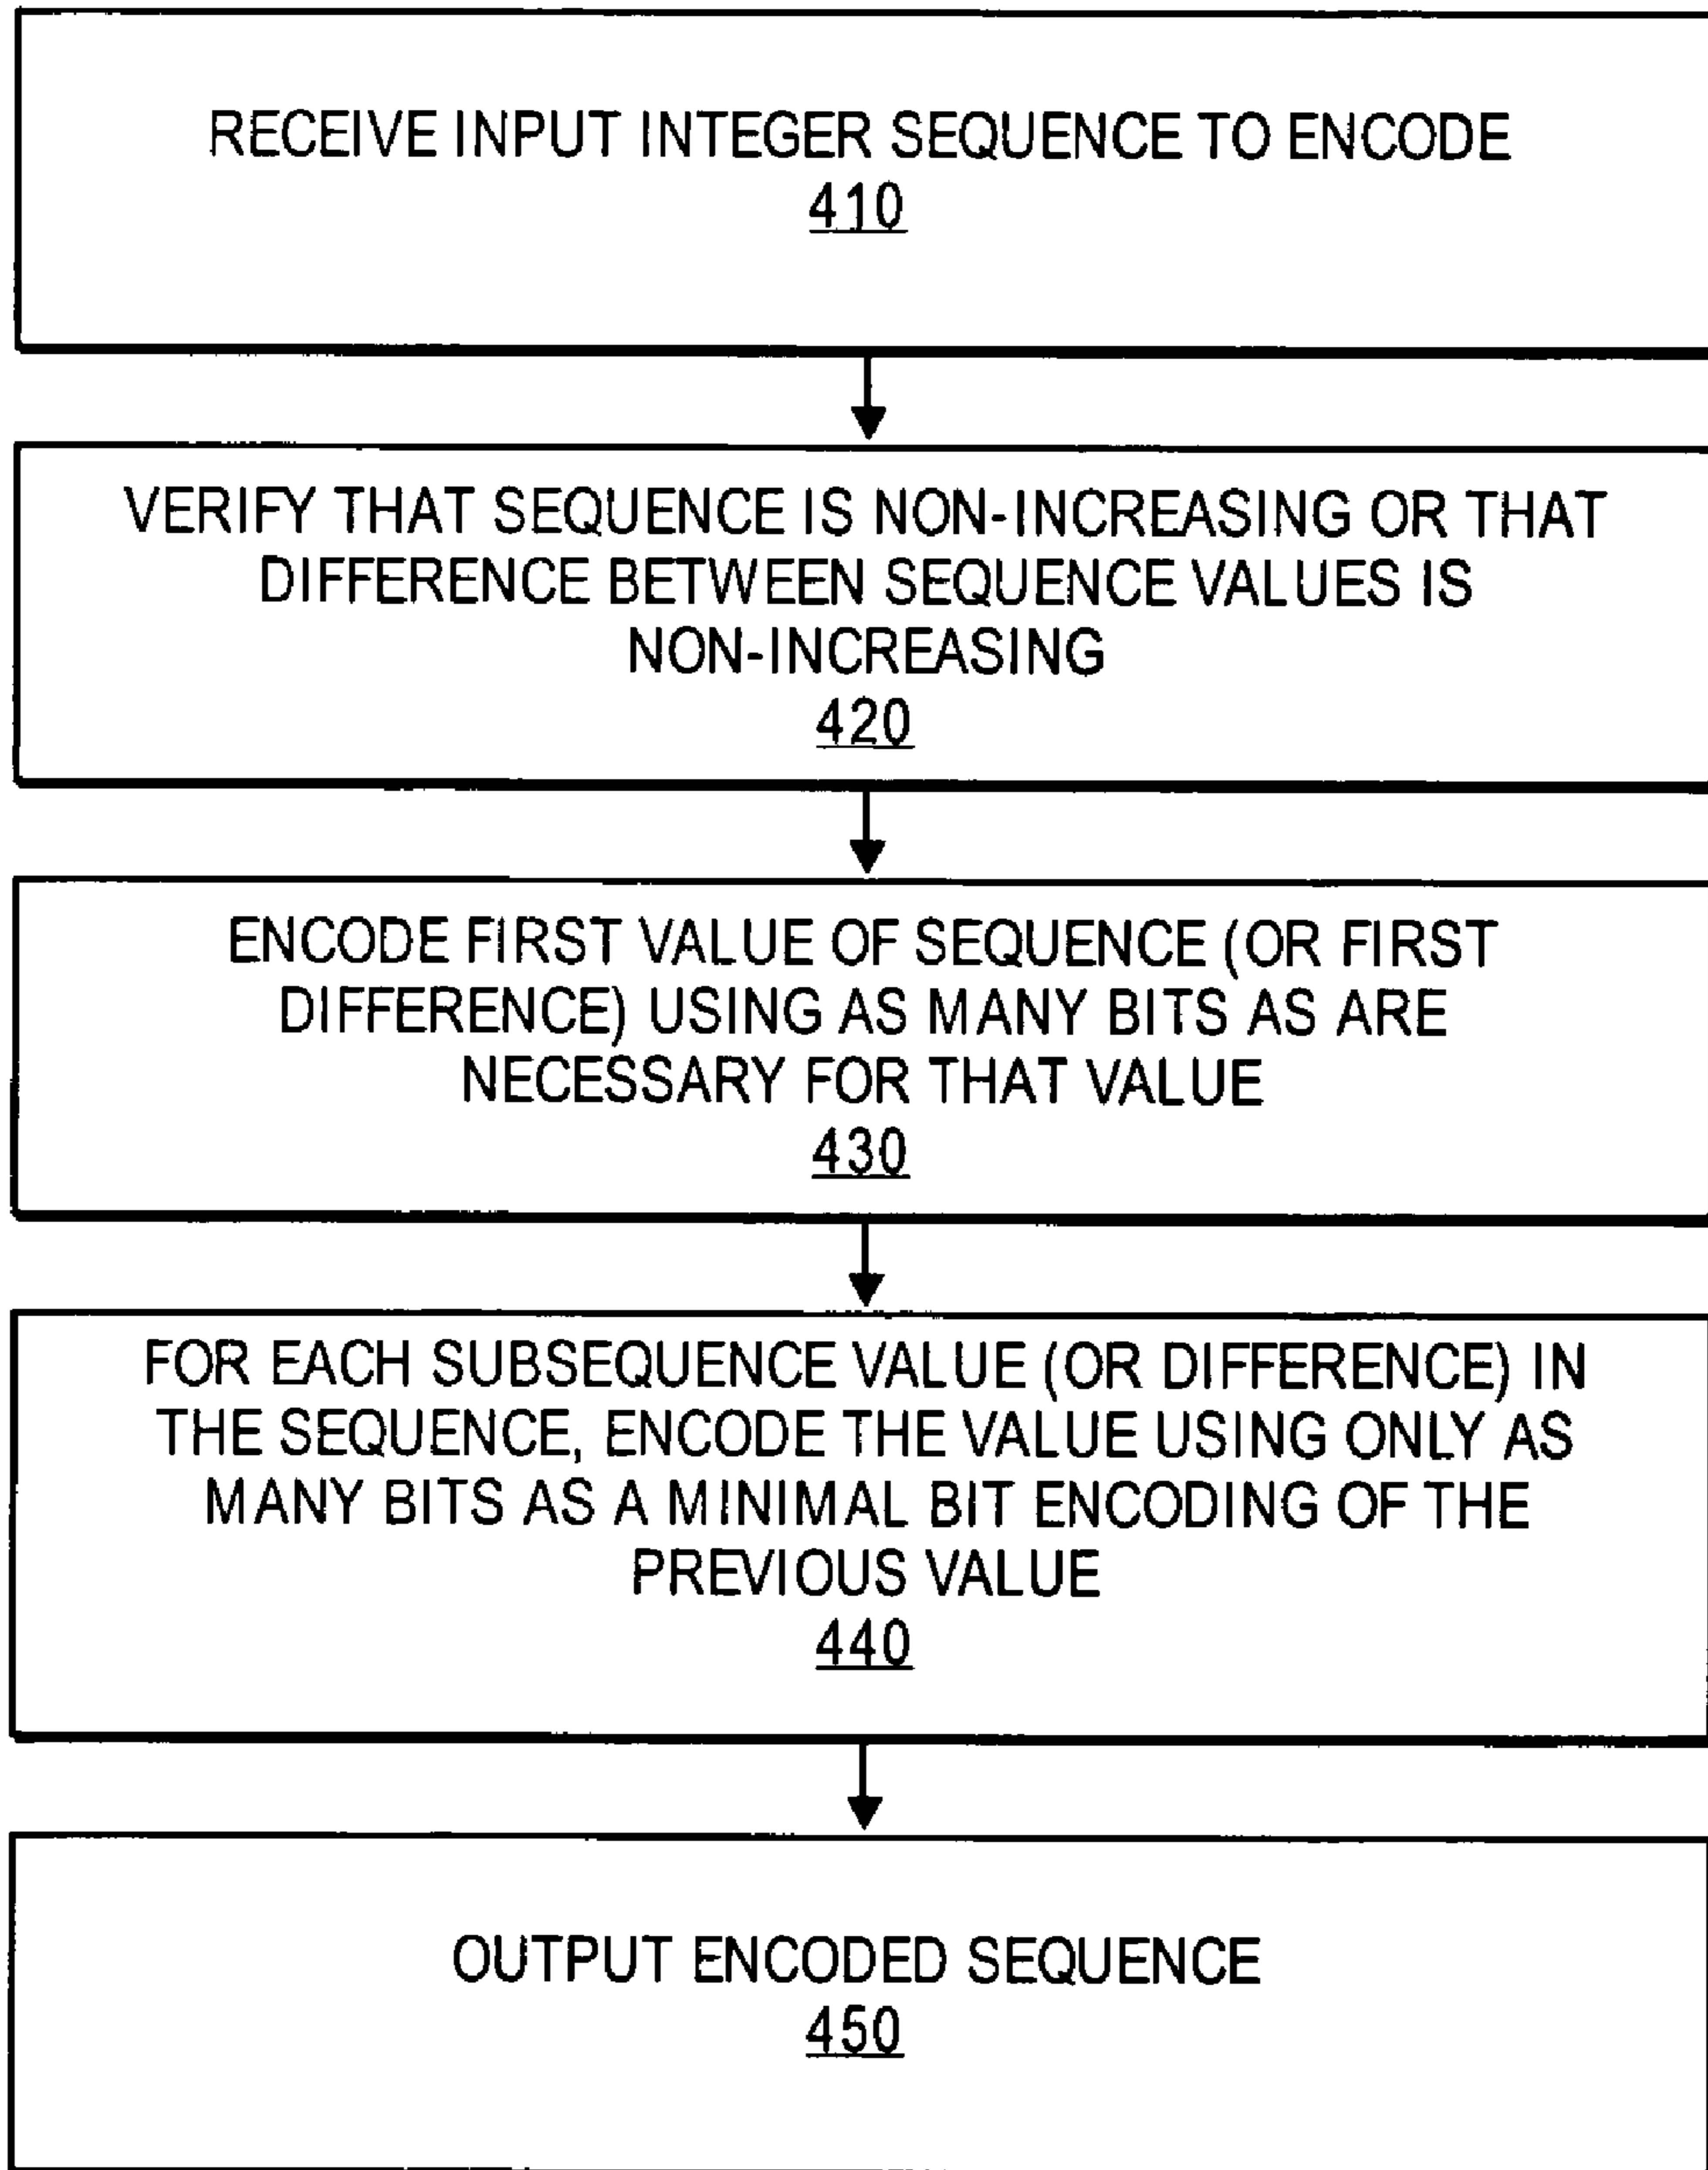 RECEIVE INPUT INTEGER SEQUENCE TO ENCODE
410
VERIFY THAT SEQUENCE IS NON-INCREASING OR THAT
DIFFERENCE BETWEEN SEQUENCE VALUES IS
NON-INCREASING
420
ENCODE FIRST VALUE OF SEQUENCE (OR FIRST
DIFFERENCE) USING AS MANY BITS AS ARE
NECESSARY FOR THAT VALUE
430
FOR EACH SUBSEQUENCE VALUE (OR DIFFERENCE) IN
THE SEQUENCE, ENCODE THE VALUE USING ONLY AS
MANY BITS AS A MINIMAL BIT ENCODING OF THE
PREVIOUS VALUE
440
OUTPUT ENCODED SEQUENCE
450